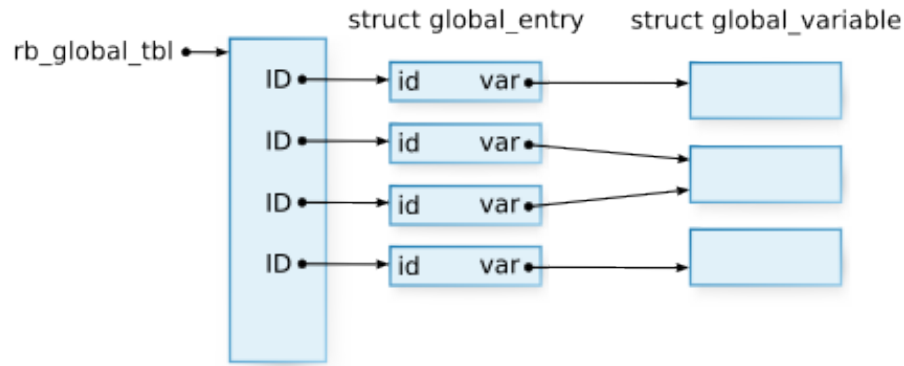 struct global_entry struct global_variable
rb_global_tbl
ID id var
ID id var
ID id var
ID id var